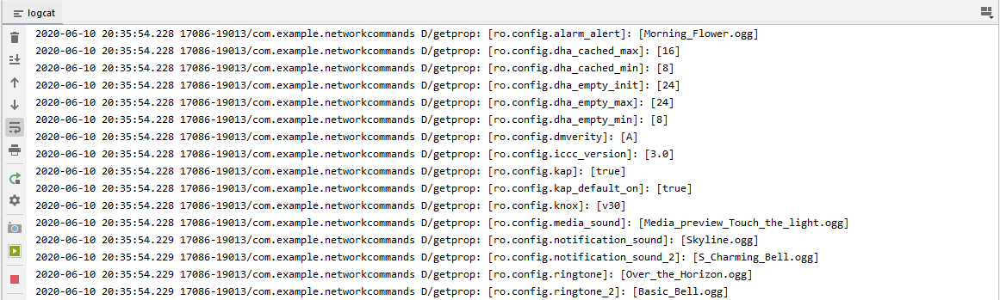 logcat
2020-06-10 20:35:54.228 17086-19013/com.example.networkcommands D/getprop: [ro.config.alarm_alert]: [Morning_Flower.ogg]
2020-06-10 20:35:54.228 17086-19013/com.example.networkcommands D/getprop: [ro.config.dha_cached_max]: [16]
2020-06-10 20:35:54.228 17086-19013/com.example.networkcommands D/getprop: [ro.config.dha_cached_min]: [8]
2020-06-10 20:35:54.228 17086-19013/com.example.networkcommands D/getprop: [ro.config.dha_empty_init]: [24]
2020-06-10 20:35:54.228 17086-19013/com.example.networkcommands D/getprop: [ro.config.dha_empty_max]: [24]
2020-06-10 20:35:54.228 17086-19013/com.example.networkcommands D/getprop: [ro.config.dha_empty_min]: [8]
2020-06-10 20:35:54.228 17086-19013/com.example.networkcommands D/getprop: [ro.config.dmverity]: [A]
2020-06-10 20:35:54.228 17086-19013/com.example.networkcommands D/getprop: [ro.config.iccc_version]: [3.0]
2020-06-10 20:35:54.228 17086-19013/com.example.networkcommands D/getprop: [ro.config.kap]: [true]
2020-06-10 20:35:54.228 17086-19013/com.example.networkcommands D/getprop: [ro.config.kap_default_on]: [true]
2020-06-10 20:35:54.228 17086-19013/com.example.networkcommands D/getprop: [ro.config.knox]: [v30]
2020-06-10 20:35:54.228 17086-19013/com.example.networkcommands D/getprop: [ro.config.media_sound]: [Media_preview_Touch_the_light.ogg]
2020-06-10 20:35:54.229 17086-19013/com.example.networkcommands D/getprop: [ro.config.notification_sound]: [Skyline.ogg]
2020-06-10 20:35:54.229 17086-19013/com.example.networkcommands D/getprop: [ro.config.notification_sound_2]: [S_Charming_Bell.ogg]
2020-06-10 20:35:54.229 17086-19013/com.example.networkcommands D/getprop: [ro.config.ringtone]: [Over_the_Horizon.ogg]
2020-06-10 20:35:54.229 17086-19013/com.example.networkcommands D/getprop: [ro.config.ringtone_2]: [Basic_Bell.ogg]